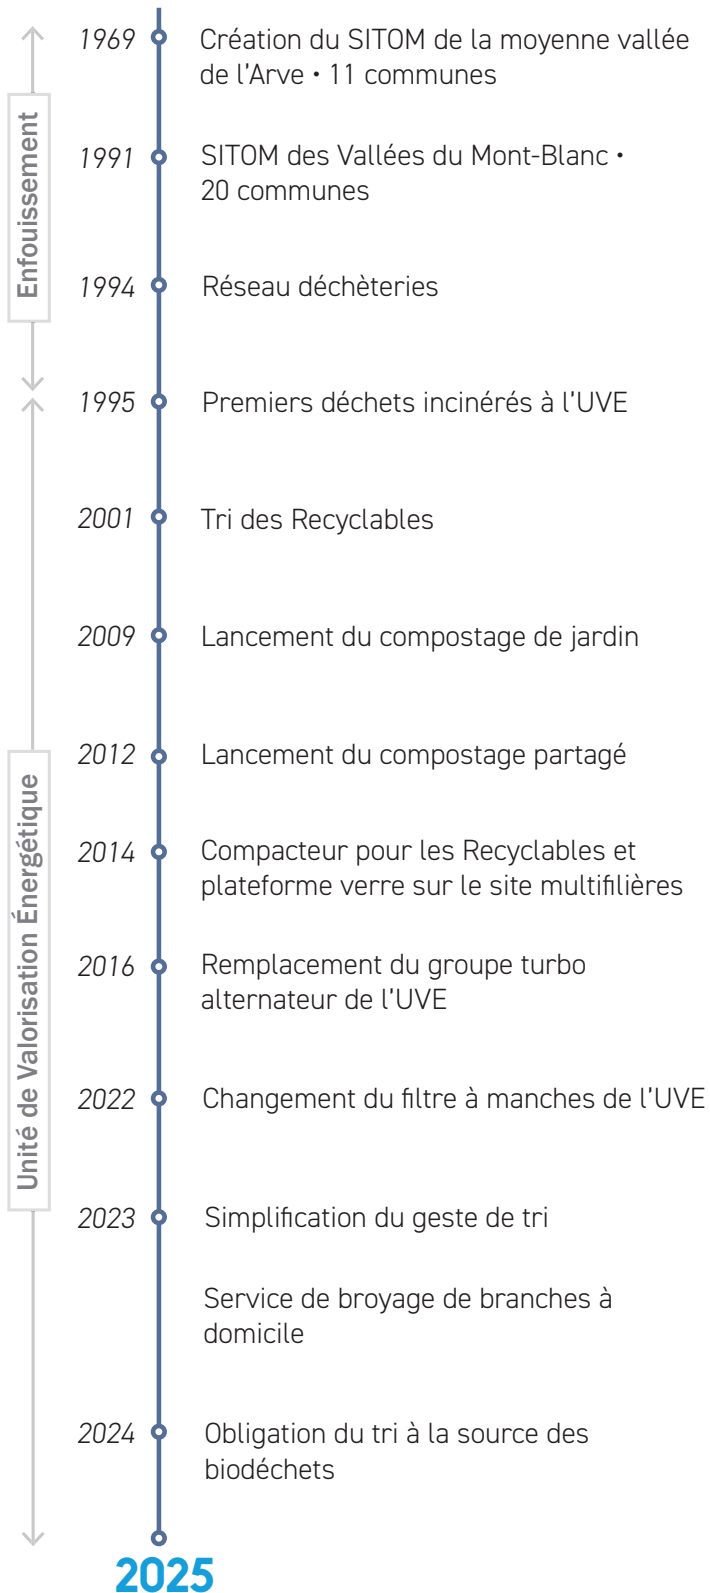 Enfouissement
1969
Création du SITOM de la moyenne vallée
de l'Arve • 11 communes
1991
SITOM des Vallées du Mont-Blanc •
20 communes
1994
Réseau déchèteries
Unité de Valorisation Énergétique
1995
Premiers déchets incinérés à l'UVE
2001
Tri des Recyclables
2009
Lancement du compostage de jardin
2012
Lancement du compostage partagé
2014
Compacteur pour les Recyclables et
plateforme verre sur le site multifilières
2016
Remplacement du groupe turbo
alternateur de l'UVE
2022
Changement du filtre à manches de l'UVE
2023
Simplification du geste de tri
Service de broyage de branches à
domicile
2024
Obligation du tri à la source des
biodéchets
2025